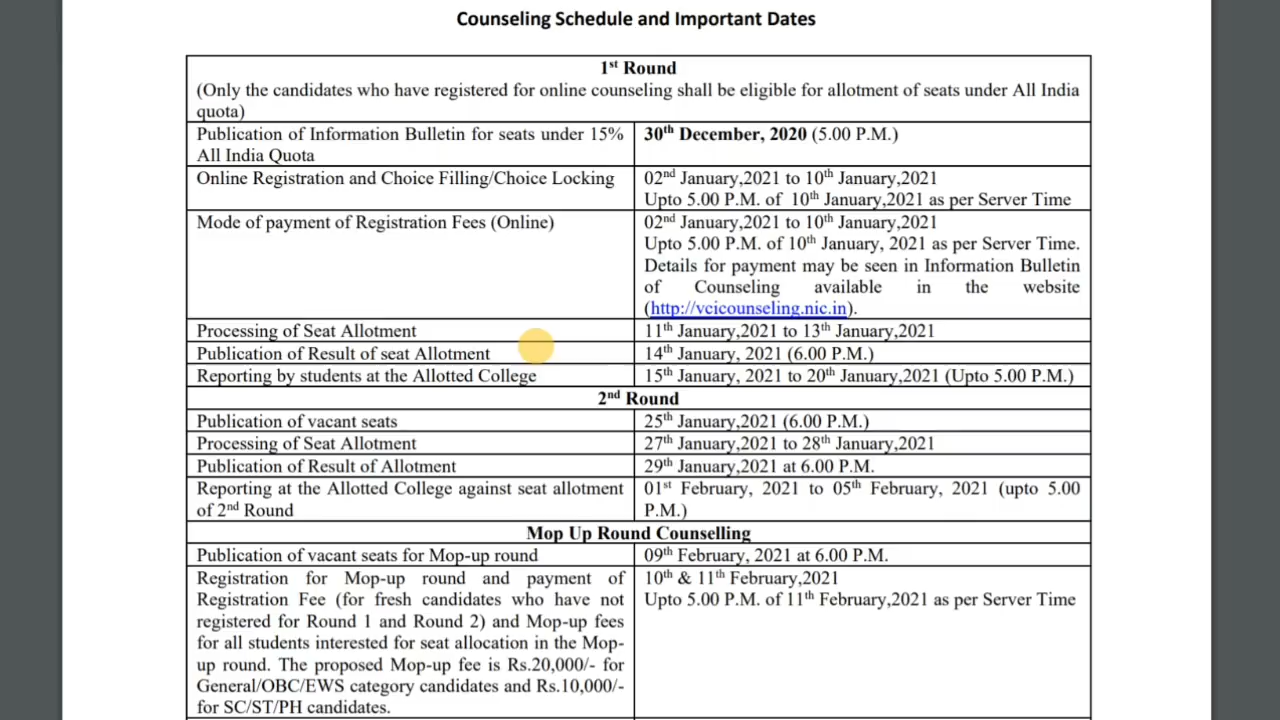 Counseling Schedule and Important Dates
1st Round
(Only the candidates who have registered for online counseling shall be eligible for allotment of seats under All India
quota)
Publication of Information Bulletin for seats under 15%
All India Quota
30th December, 2020 (5.00 P.M.)
Online Registration and Choice Filling/Choice Locking
02nd January,2021 to 10th January,2021
Upto 5.00 P.M. of 10th January,2021 as per Server Time
Mode of payment of Registration Fees (Online)
02nd January,2021 to 10th January,2021
Upto 5.00 P.M. of 10th January, 2021 as per Server Time.
Details for payment may be seen in Information Bulletin
of Counseling available in the website
(http://vcicounseling.nic.in).
Processing of Seat Allotment
11th January,2021 to 13th January,2021
Publication of Result of seat Allotment
14th January, 2021 (6.00 P.M.)
Reporting by students at the Allotted College
15th January, 2021 to 20th January,2021 (Upto 5.00 P.M.)
2nd Round
Publication of vacant seats
25th January,2021 (6.00 P.M.)
Processing of Seat Allotment
27th January,2021 to 28th January,2021
Publication of Result of Allotment
29th January,2021 at 6.00 P.M.
Reporting at the Allotted College against seat allotment
of 2nd Round
01st February, 2021 to 05th February, 2021 (upto 5.00
P.M.)
Mop Up Round Counselling
Publication of vacant seats for Mop-up round
09th February, 2021 at 6.00 P.M.
Registration for Mop-up round and payment of
Registration Fee (for fresh candidates who have not
registered for Round 1 and Round 2) and Mop-up fees
for all students interested for seat allocation in the Mop-
up round. The proposed Mop-up fee is Rs.20,000/- for
General/OBC/EWS category candidates and Rs.10,000/-
for SC/ST/PH candidates.
10th & 11th February,2021
Upto 5.00 P.M. of 11th February,2021 as per Server Time